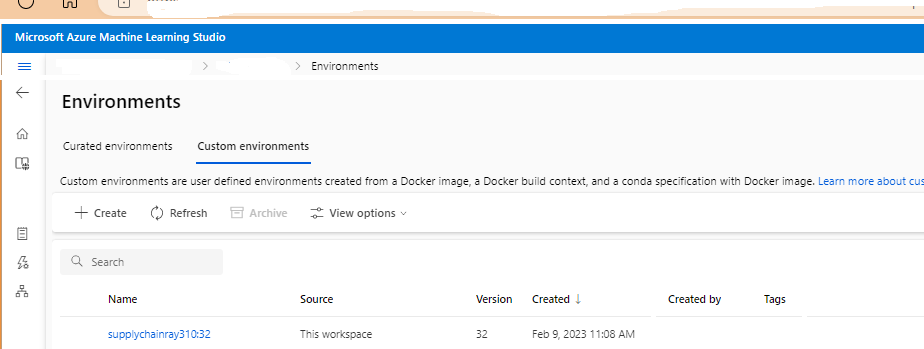 Microsoft Azure Machine Learning Studio
Environments
Environments
Curated environments Custom environments
Custom environments are user defined environments created from a Docker image, a Docker build context, and a conda specification with Docker image. Learn more about cus
Create Refresh Archive View options
Search
Name Source Version Created ↓ Created by Tags
supplychainray310:32 This workspace 32 Feb 9, 2023 11:08 AM